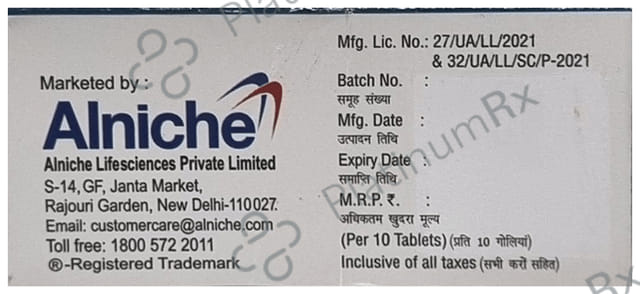 Marketed by :
Alniche
Alniche Lifesciences Private Limited
S-14, GF, Janta Market,
Rajouri Garden, New Delhi-110027.
Email: customercare@alniche.com
Toll free: 1800 572 2011
®-Registered Trademark
Mfg. Lic. No.: 27/UA/LL/2021
& 32/UA/LL/SC/P-2021
Batch No. :
समूह संख्या
Mfg. Date :
उत्पादन तिथि
Expiry Date :
समाप्ति तिथि
M.R.P. ₹. :
अधिकतम खुदरा मूल्य
(Per 10 Tablets) (प्रति 10 गोलियां)
Inclusive of all taxes (सभी करों सहित)
PlatinumRx